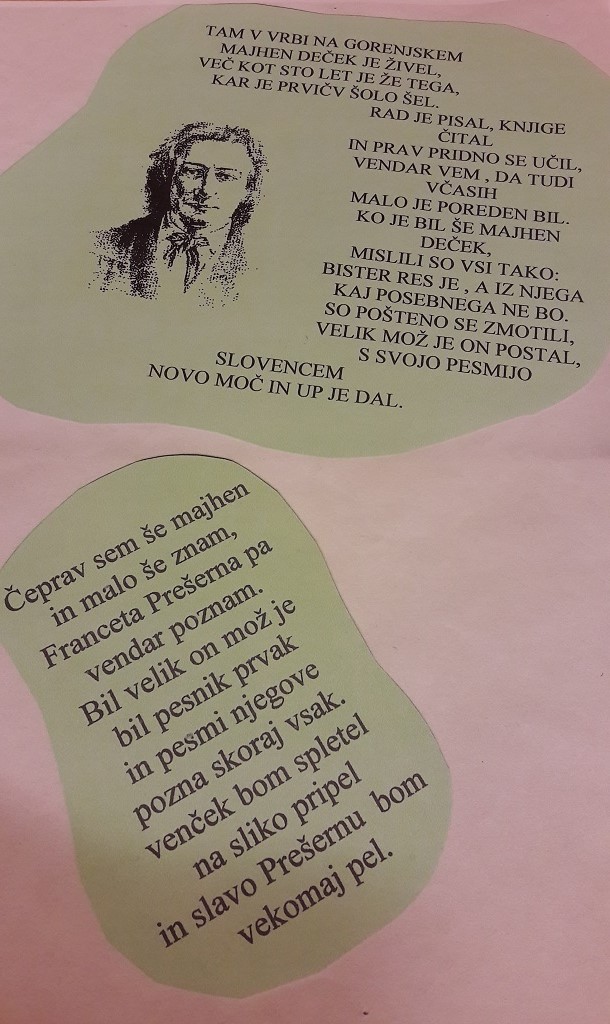 TAM V VRBI NA GORENJSKEM
MAJHEN DEČEK JE ŽIVEL,
VEČ KOT STO LET JE ŽE TEGA,
KAR JE PRVIČV ŠOLO ŠEL.
RAD JE PISAL, KNJIGE
ČITAL
IN PRAV PRIDNO SE UČIL,
VENDAR VEM , DA TUDI
VČASIH
MALO JE POREDEN BIL.
KO JE BIL ŠE MAJHEN
DEČEK,
MISLILI SO VSI TAKO:
BISTER RES JE , A IZ NJEGA
KAJ POSEBNEGA NE BO.
SO POŠTENO SE ZMOTILI,
VELIK MOŽ JE ON POSTAL,
S SVOJO PESMIJO
SLOVENCEM
NOVO MOČ IN UP JE DAL.
Čeprav sem še majhen
in malo še znam,
Franceta Prešerna pa
vendar poznam.
Bil velik on mož je
bil pesnik prvak
in pesmi njegove
pozna skoraj vsak.
venček bom spletel
na sliko pripel
in slavo Prešernu bom
vekomaj pel.